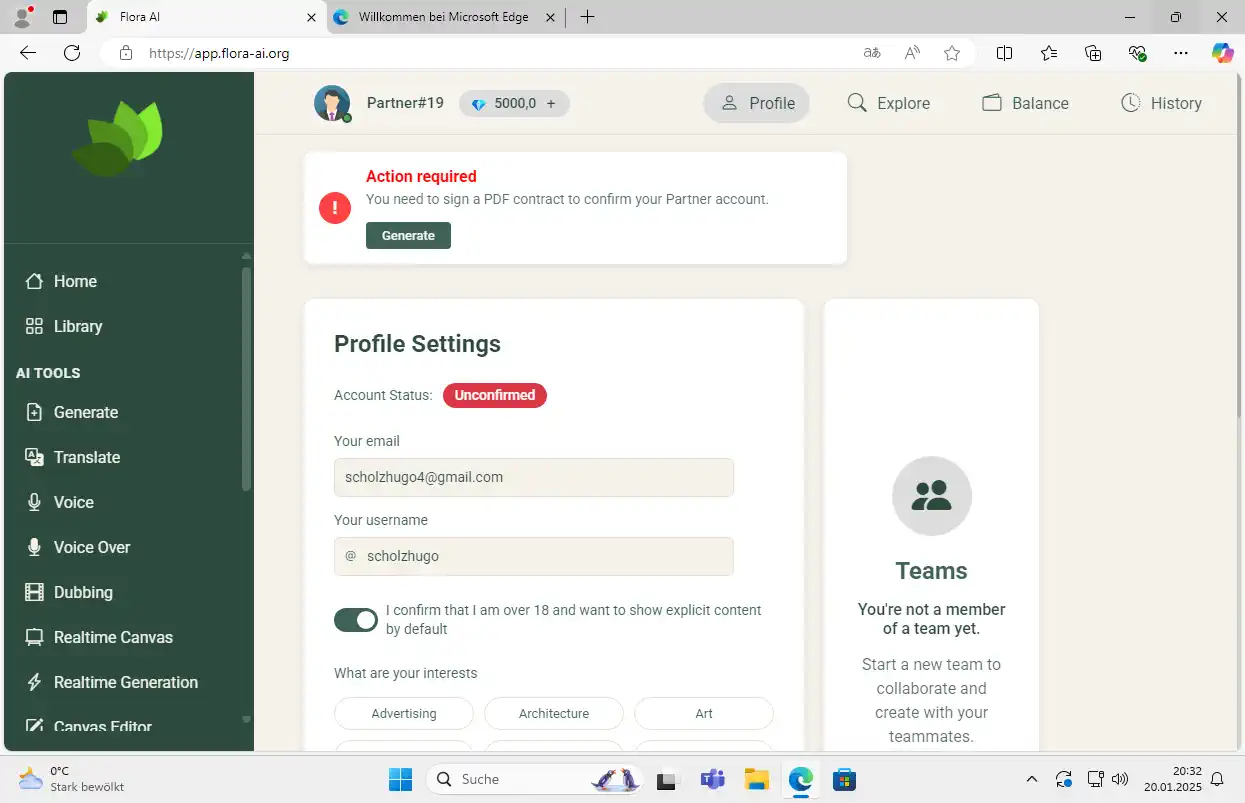 Flora AI
Willkommen bei Microsoft Edge
https://app.flora-ai.org
Partner#19
5000,0 +
Profile
Explore
Balance
History
Action required
You need to sign a PDF contract to confirm your Partner account.
Generate
Home
Library
AI TOOLS
Generate
Translate
Voice
Voice Over
Dubbing
Realtime Canvas
Realtime Generation
Canvas Editor
Profile Settings
Account Status: Unconfirmed
Your email
scholzhugo4@gmail.com
Your username
@ scholzhugo
I confirm that I am over 18 and want to show explicit content
by default
What are your interests
Advertising
Architecture
Art
Teams
You're not a member
of a team yet.
Start a new team to
collaborate and
create with your
teammates.
0°C
Stark bewölkt
Suche
20:32
20.01.2025